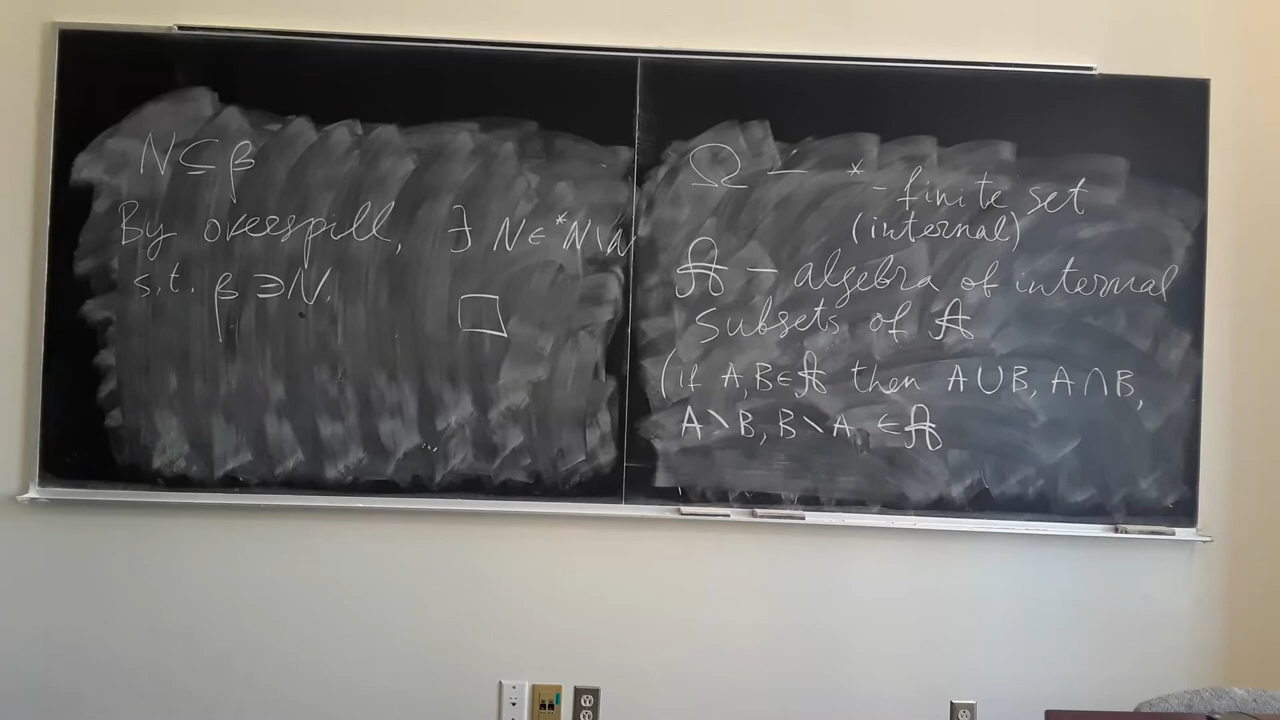 N ⊆ β
By overspill, ∃ N ∈ *N \ N
s.t. β ∋ N.
□
Ω — *-finite set
(internal)
𝔄 — algebra of internal
subsets of 𝔄
(if A, B ∈ 𝔄 then A ∪ B, A ∩ B,
A \ B, B \ A ∈ 𝔄